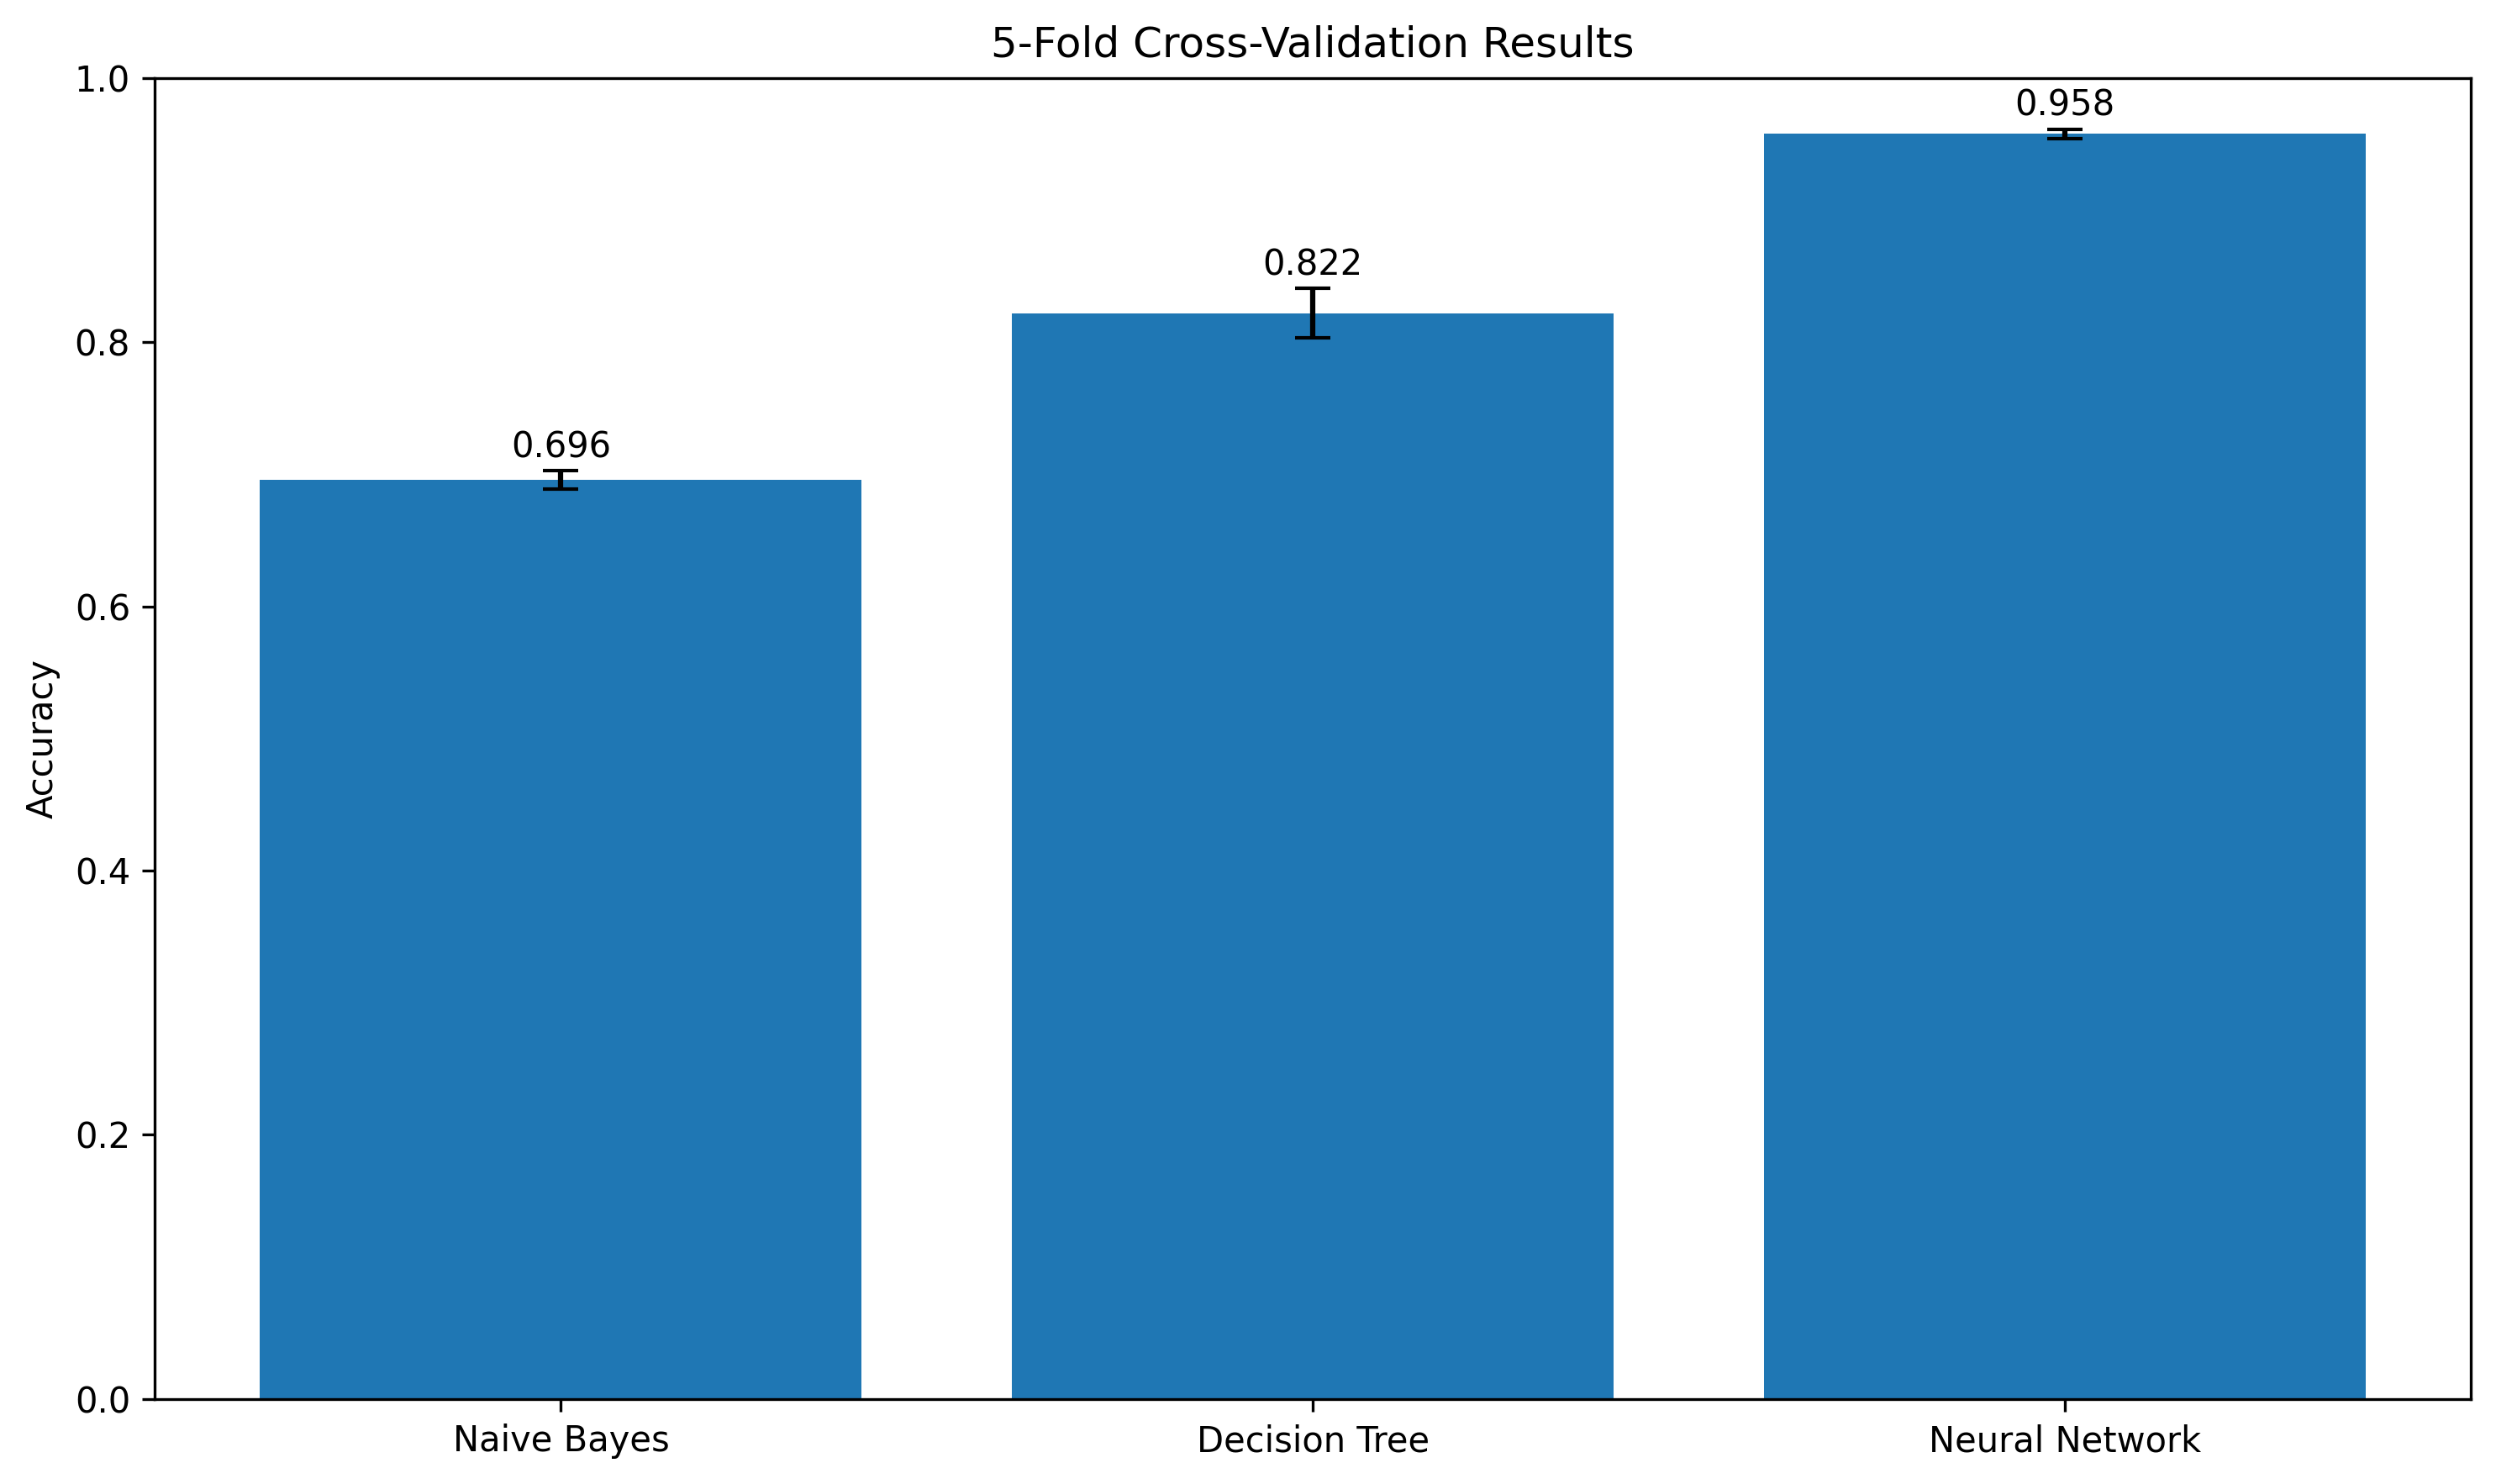 5-Fold Cross-Validation Results
1.0
0.8
0.6
0.4
0.2
0.0
Accuracy
0.696
0.822
0.958
Naive Bayes
Decision Tree
Neural Network